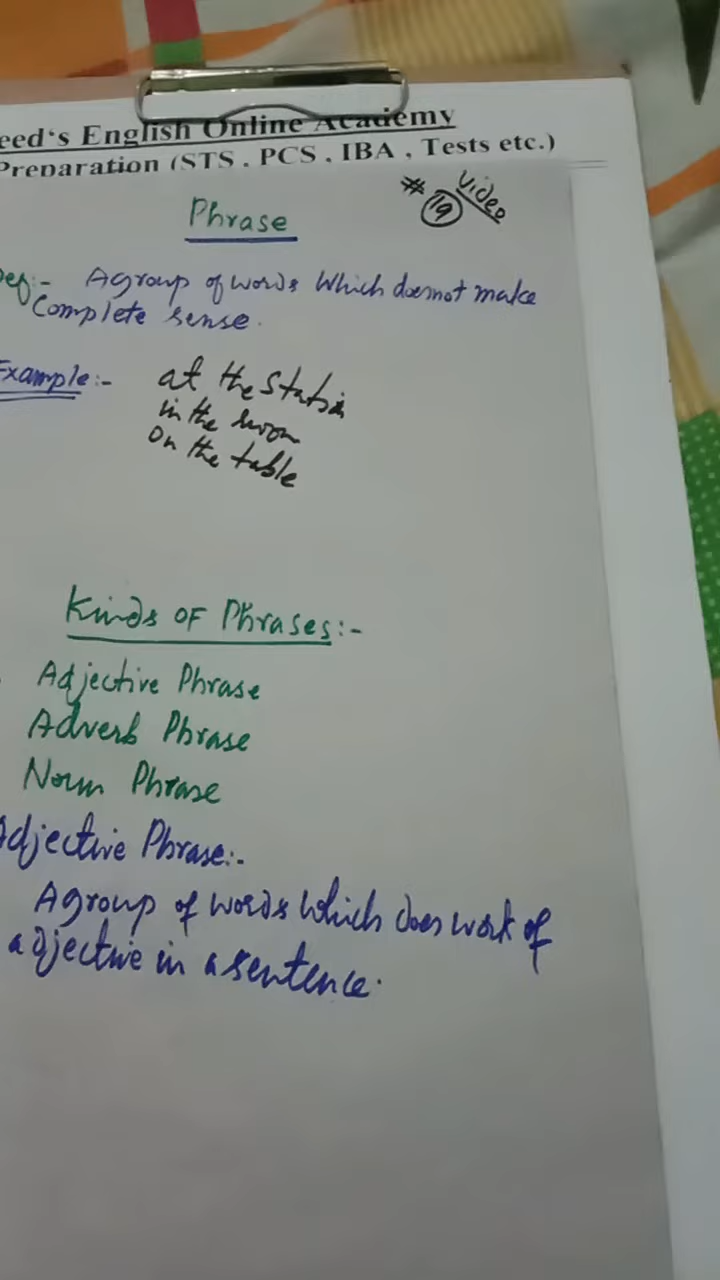 eed's English Online Academy
Preparation (STS , PCS , IBA , Tests etc.)
# 19 Video
Phrase
Def:- A group of words which does not make
complete sense.
Example:- at the station
in the room
on the table
Kinds of Phrases:-
Adjective Phrase
Adverb Phrase
Noun Phrase
Adjective Phrase:-
A group of words which does work of
adjective in a sentence.